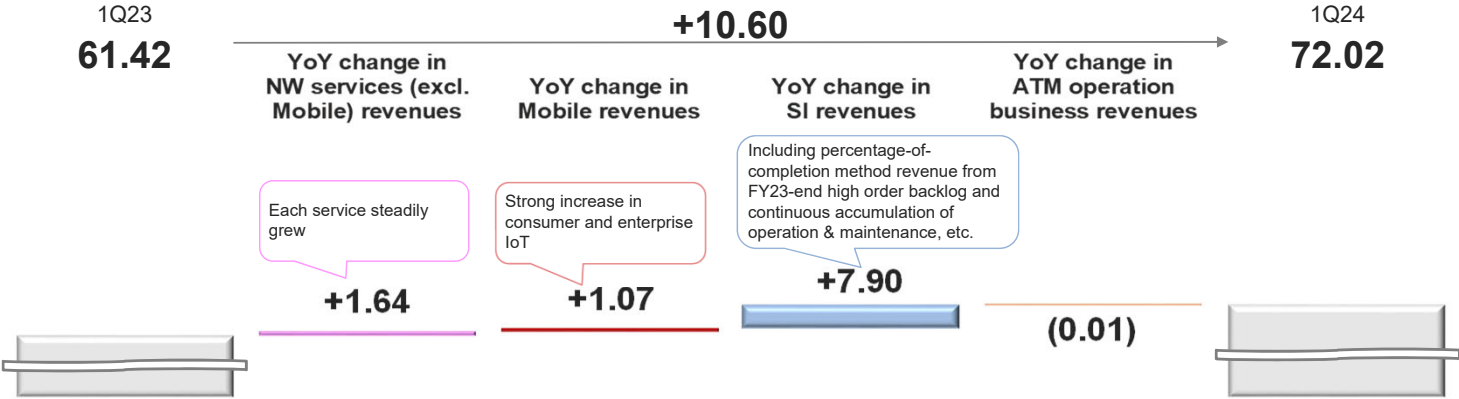 1Q23
61.42
+10.60
1Q24
72.02
YoY change in
NW services (excl.
Mobile) revenues
YoY change in
Mobile revenues
YoY change in
SI revenues
YoY change in
ATM operation
business revenues
Each service steadily
grew
Strong increase in
consumer and enterprise
IoT
Including percentage-of-
completion method revenue from
FY23-end high order backlog and
continuous accumulation of
operation & maintenance, etc.
+1.64
+1.07
+7.90
(0.01)